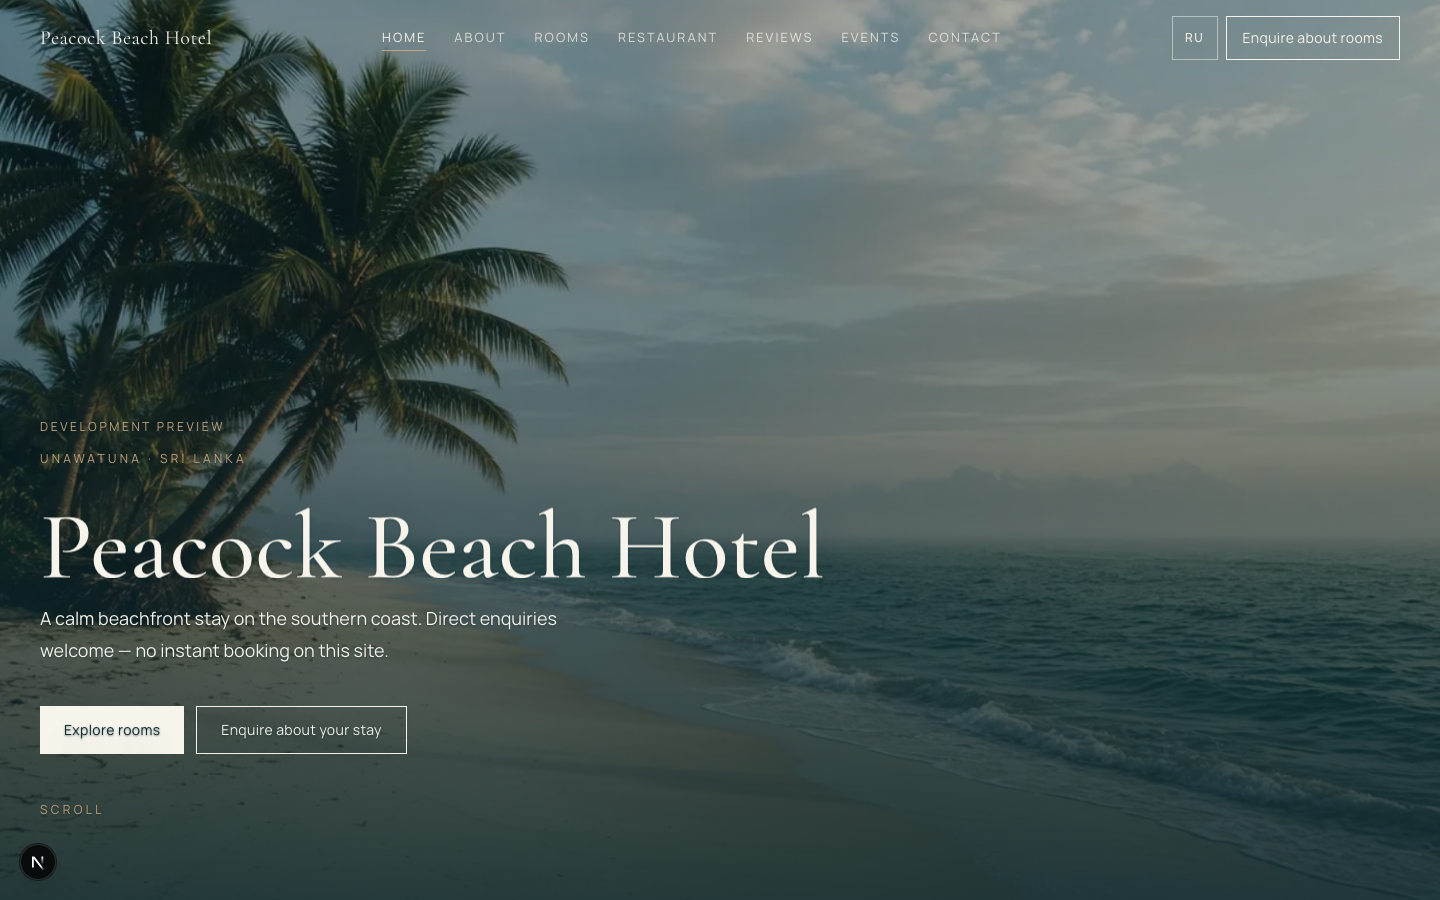 Peacock Beach Hotel
HOME ABOUT ROOMS RESTAURANT REVIEWS EVENTS CONTACT
RU
Enquire about rooms
DEVELOPMENT PREVIEW
UNAWATUNA · SRI LANKA
Peacock Beach Hotel
A calm beachfront stay on the southern coast. Direct enquiries
welcome — no instant booking on this site.
Explore rooms
Enquire about your stay
SCROLL
N